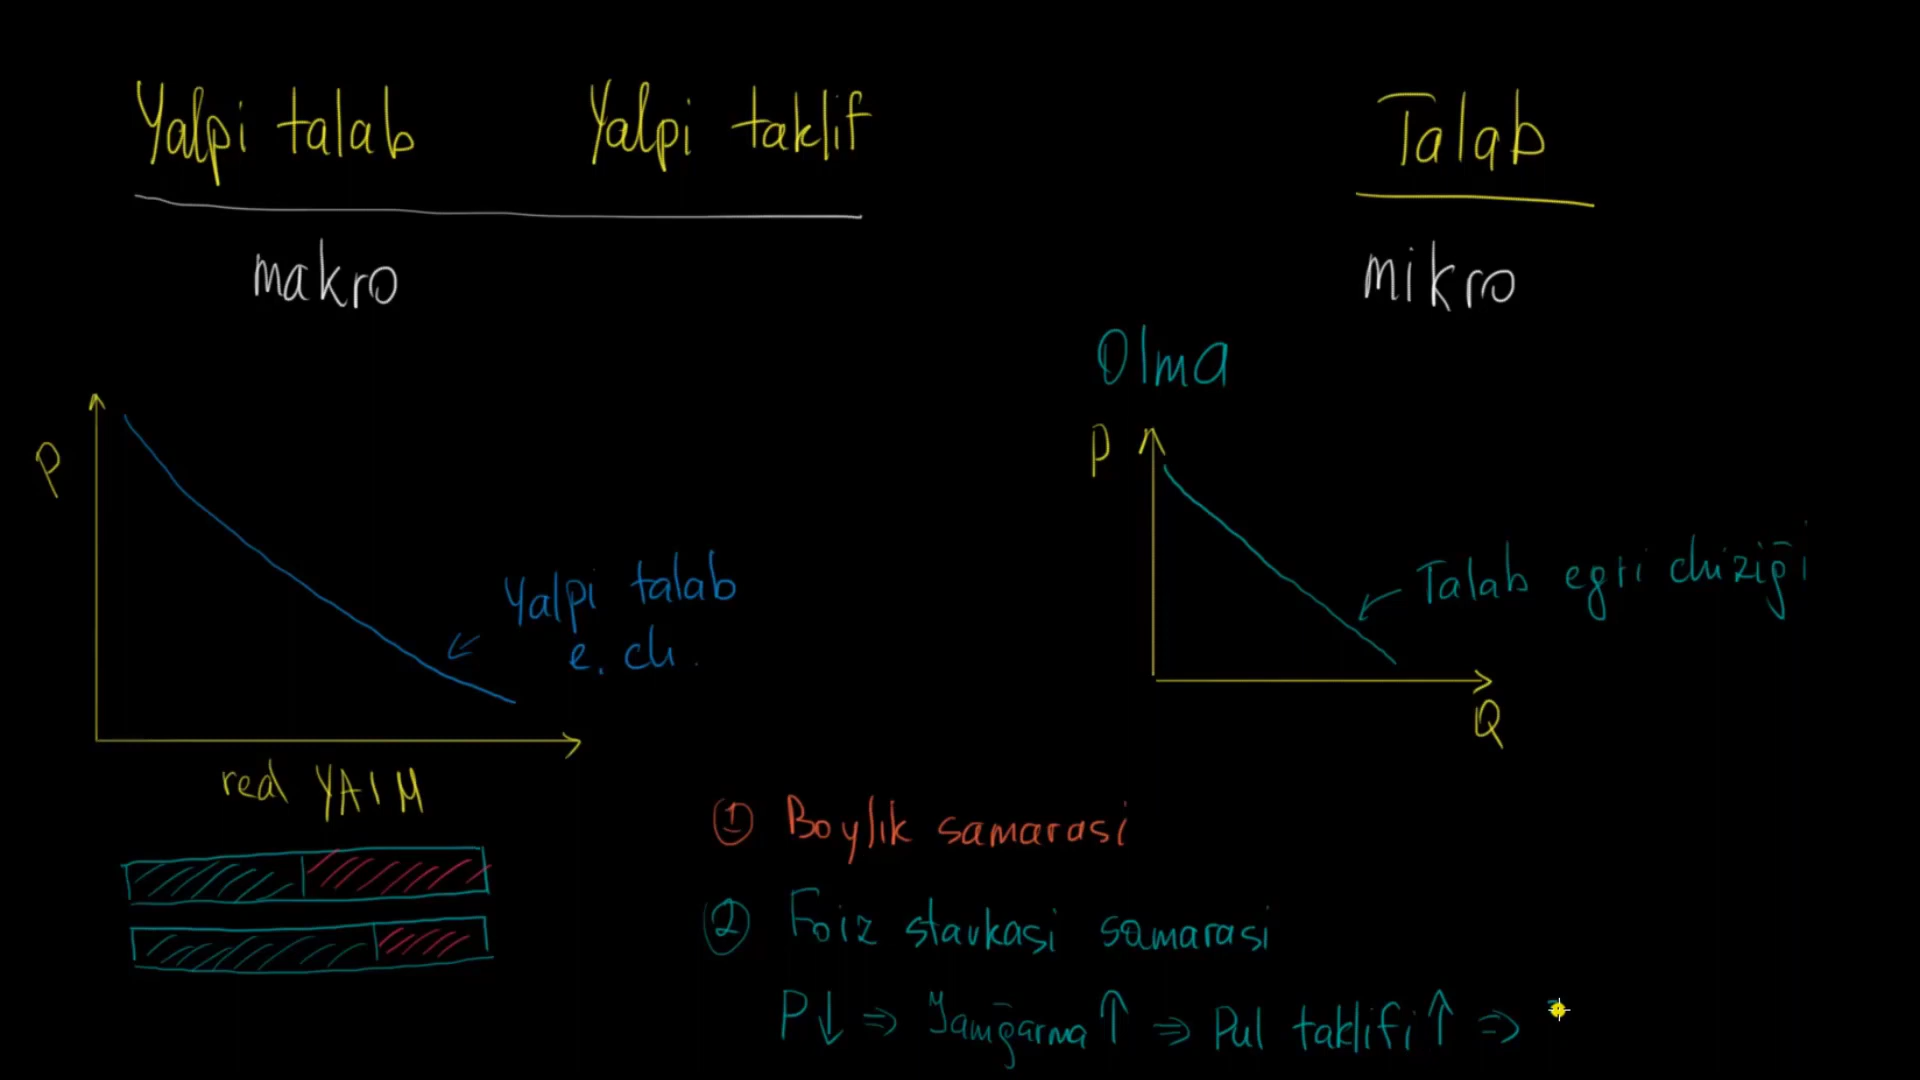 Yalpi talab Yalpi taklif
makro
Talab
mikro
Olma
P
Yalpi talab
e. ch.
real YAIM
P
Talab egri chizig̅i
Q
① Boylik samarasi
② Foiz stavkasi samarasi
P↓ ⇒ Jamg̅arma ↑ ⇒ Pul taklifi ↑ ⇒